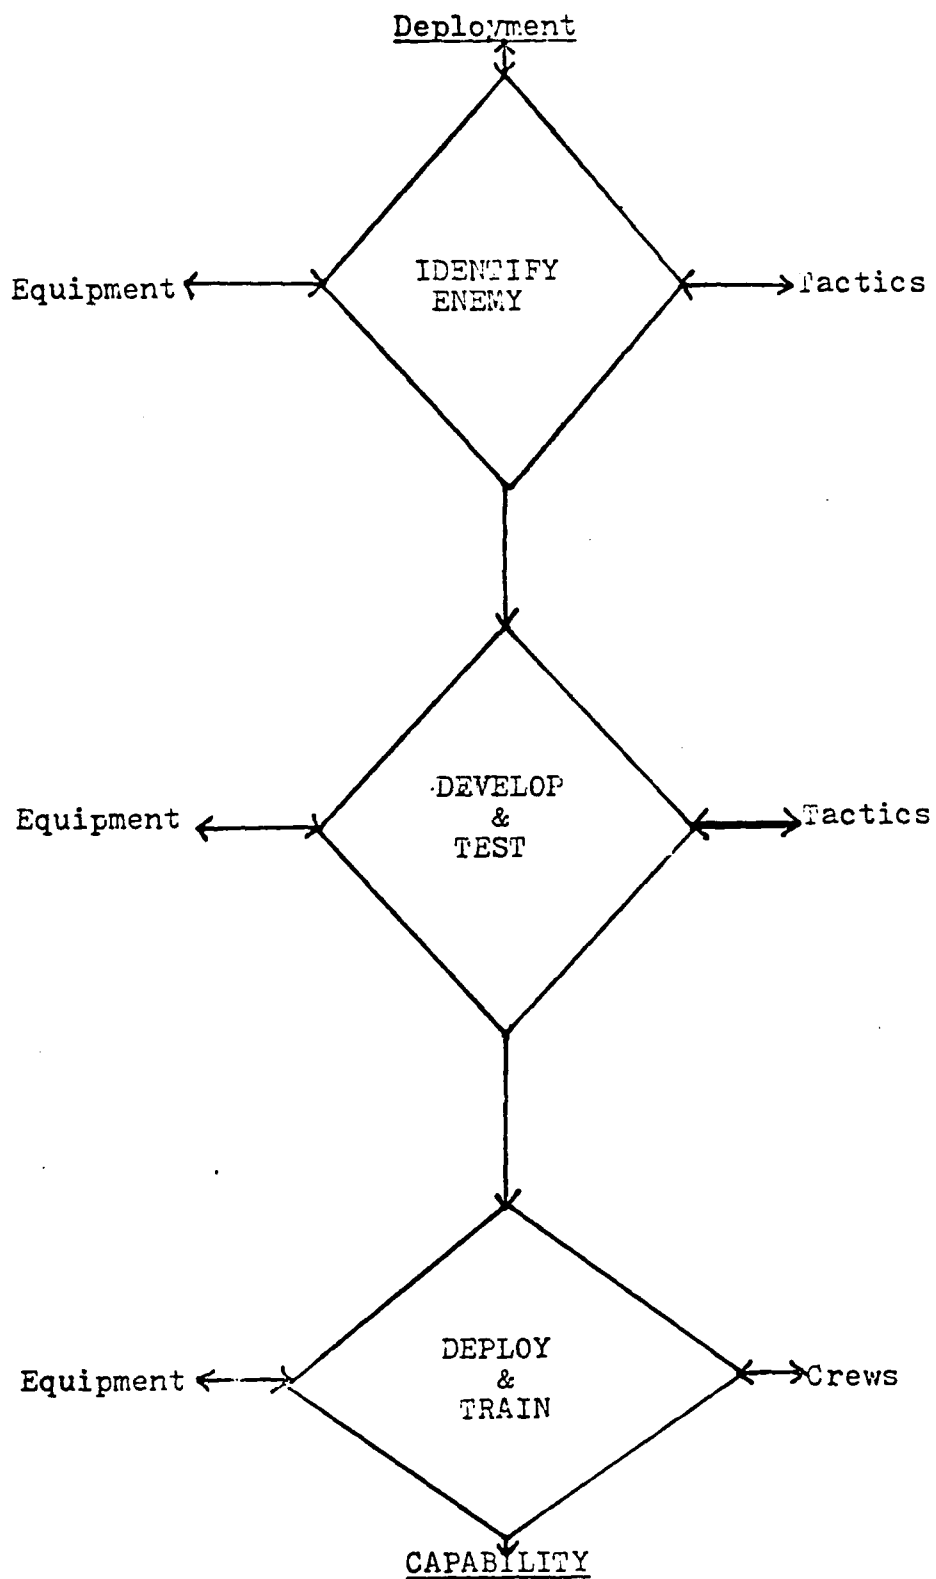 Deployment
IDENTIFY
Equipment
Tactics
ENEMY
DEVELOP
Equipment
&
Tactics
TEST
DEPLOY
Equipment
&
Crews
TRAIN
CAPABILITY